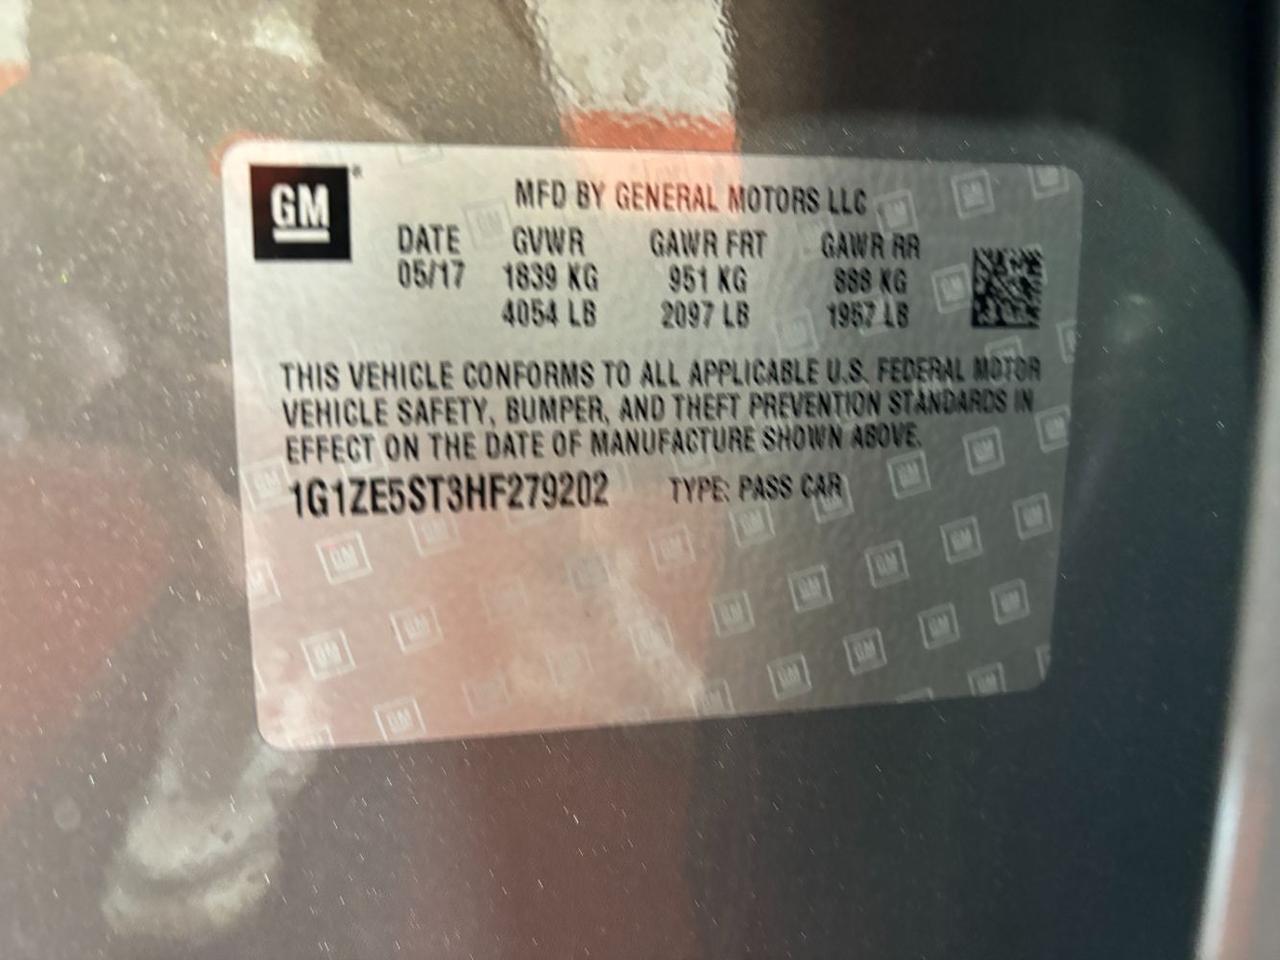 GM
MFD BY GENERAL MOTORS LLC
DATE GVWR GAWR FRT GAWR RR
05/17 1839 KG 951 KG 888 KG
4054 LB 2097 LB 1957 LB
THIS VEHICLE CONFORMS TO ALL APPLICABLE U.S. FEDERAL MOTOR
VEHICLE SAFETY, BUMPER, AND THEFT PREVENTION STANDARDS IN
EFFECT ON THE DATE OF MANUFACTURE SHOWN ABOVE.
1G1ZE5ST3HF279202 TYPE: PASS CAR